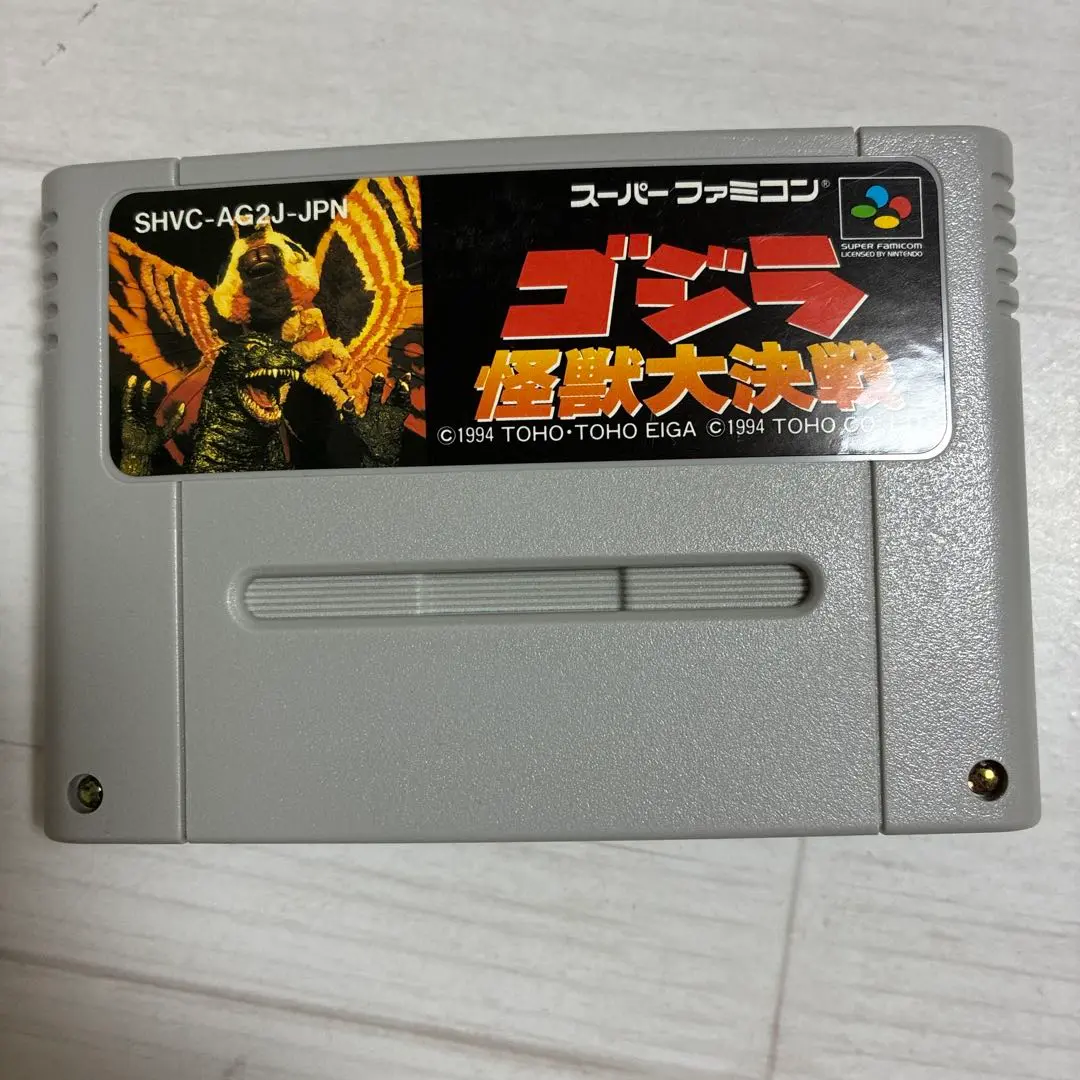 SHVC-AG2J-JPN
スーパーファミコン®
SUPER FAMICOM
LICENSED BY NINTENDO
ゴジラ
怪獣大決戦
©1994 TOHO・TOHO EIGA ©1994 TOHO CO.